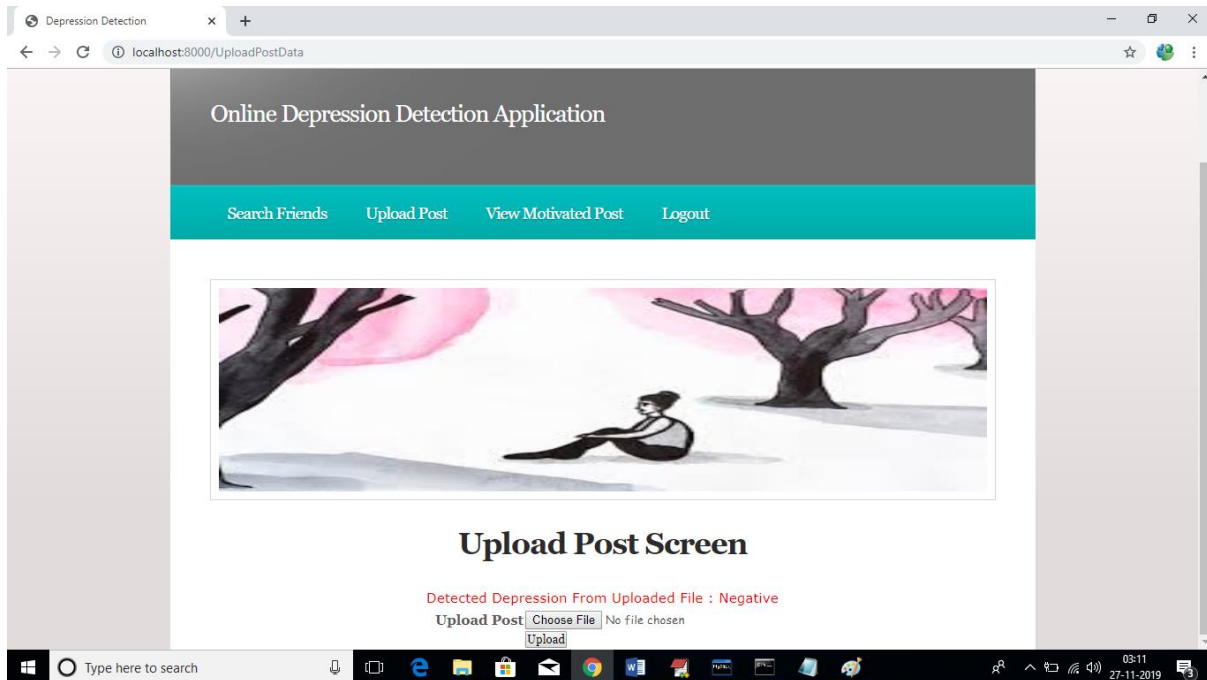 Depression Detection
localhost:8000/UploadPostData
Online Depression Detection Application
Search Friends Upload Post View Motivated Post Logout
Upload Post Screen
Detected Depression From Uploaded File : Negative
Upload Post Choose File No file chosen
Upload
Type here to search
03:11
27-11-2019
3